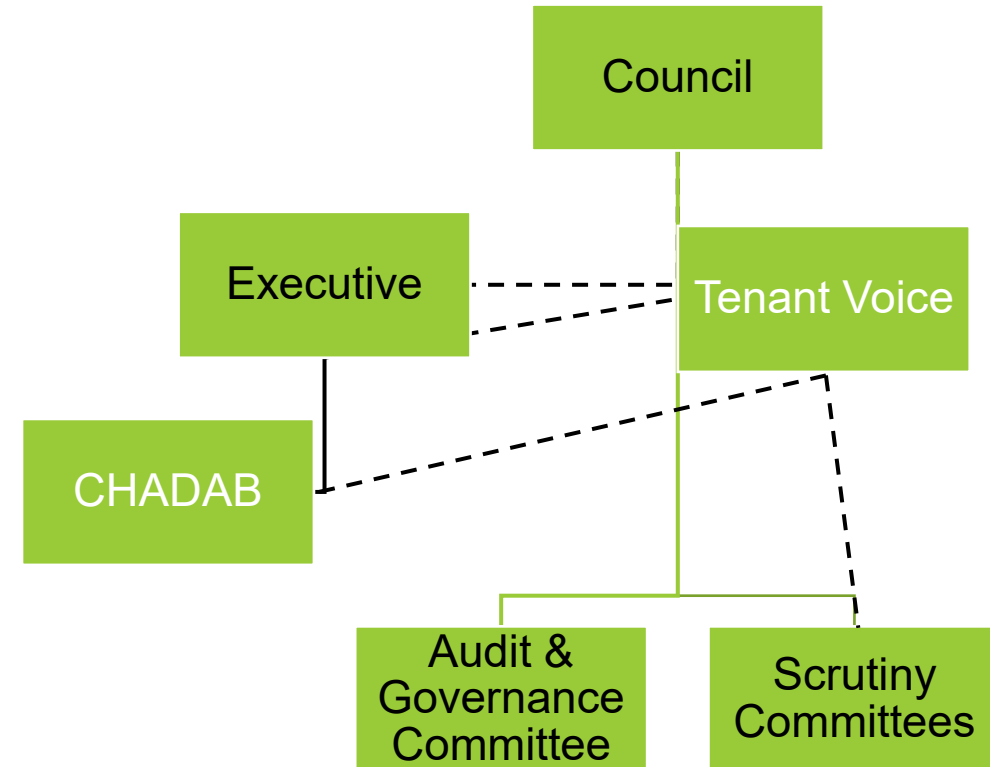 Council
Executive
Tenant Voice
CHADAB
Audit &
Governance
Committee
Scrutiny
Committees